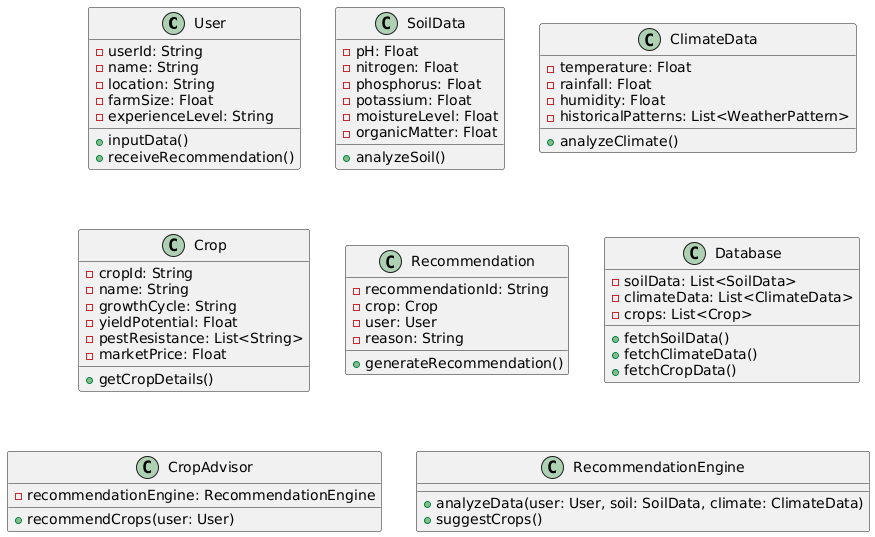 C User
userId: String
name: String
location: String
farmSize: Float
experienceLevel: String
inputData()
receiveRecommendation()
C SoilData
pH: Float
nitrogen: Float
phosphorus: Float
potassium: Float
moistureLevel: Float
organicMatter: Float
analyzeSoil()
C ClimateData
temperature: Float
rainfall: Float
humidity: Float
historicalPatterns: List<WeatherPattern>
analyzeClimate()
C Crop
cropId: String
name: String
growthCycle: String
yieldPotential: Float
pestResistance: List<String>
marketPrice: Float
getCropDetails()
C Recommendation
recommendationId: String
crop: Crop
user: User
reason: String
generateRecommendation()
C Database
soilData: List<SoilData>
climateData: List<ClimateData>
crops: List<Crop>
fetchSoilData()
fetchClimateData()
fetchCropData()
C CropAdvisor
recommendationEngine: RecommendationEngine
recommendCrops(user: User)
C RecommendationEngine
analyzeData(user: User, soil: SoilData, climate: ClimateData)
suggestCrops()